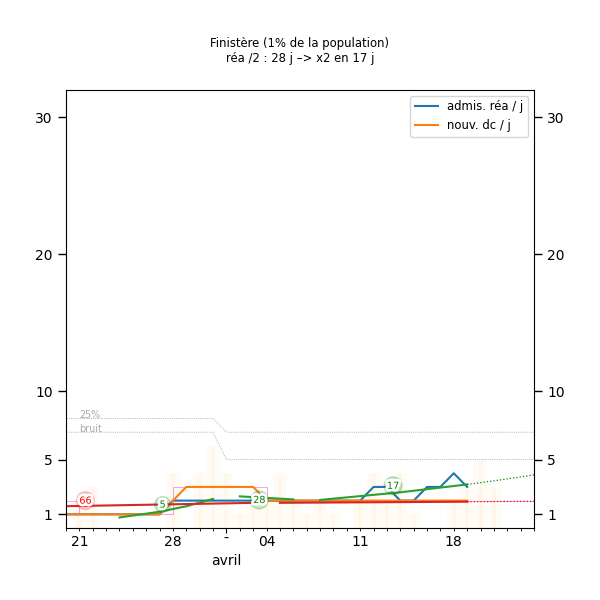 Finistère (1% de la population)
réa /2 : 28 j –> x2 en 17 j
admis. réa / j
nouv. dc / j
30 30
20 20
10 10
25%
bruit
5 5
17
66 5 28
1 1
21 28 - 04 11 18
avril